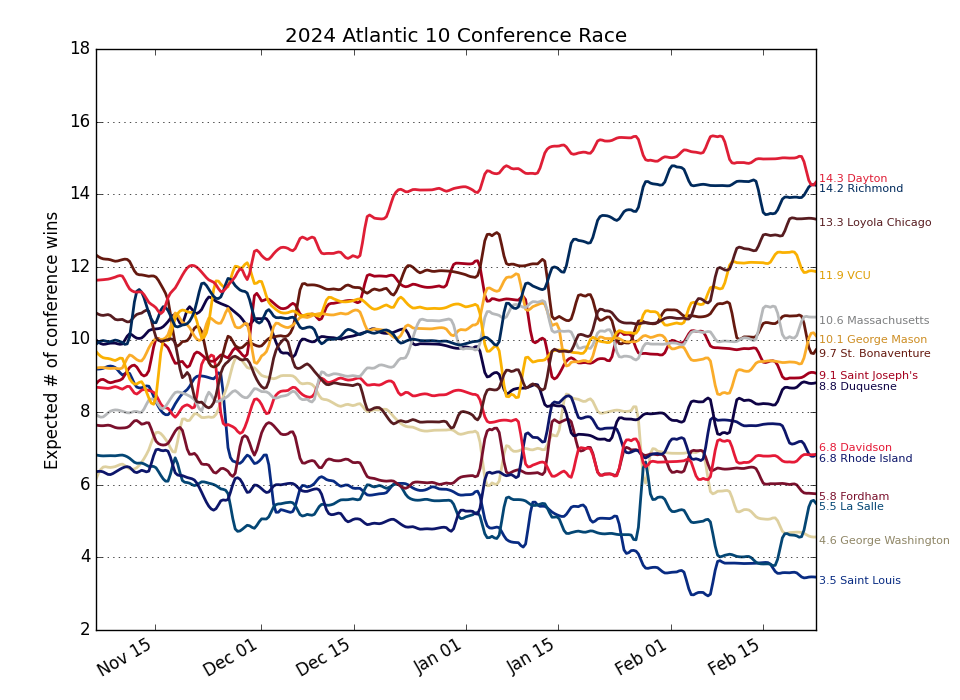 2024 Atlantic 10 Conference Race
Expected # of conference wins
18
16
14
12
10
8
6
4
2
Nov 15
Dec 01
Dec 15
Jan 01
Jan 15
Feb 01
Feb 15
14.3 Dayton
14.2 Richmond
13.3 Loyola Chicago
11.9 VCU
10.6 Massachusetts
10.1 George Mason
9.7 St. Bonaventure
9.1 Saint Joseph's
8.8 Duquesne
6.8 Davidson
6.8 Rhode Island
5.8 Fordham
5.5 La Salle
4.6 George Washington
3.5 Saint Louis